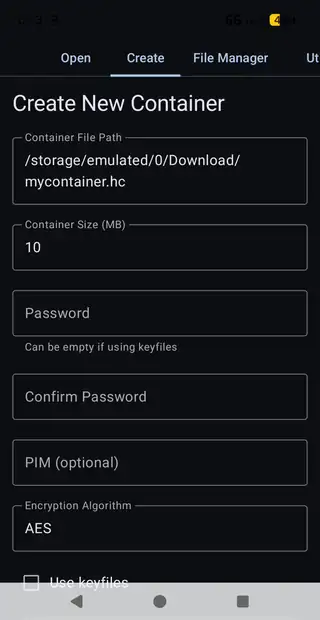 Open Create File Manager Ut
Create New Container
Container File Path
/storage/emulated/0/Download/
mycontainer.hc
Container Size (MB)
10
Password
Can be empty if using keyfiles
Confirm Password
PIM (optional)
Encryption Algorithm
AES
Use keyfiles